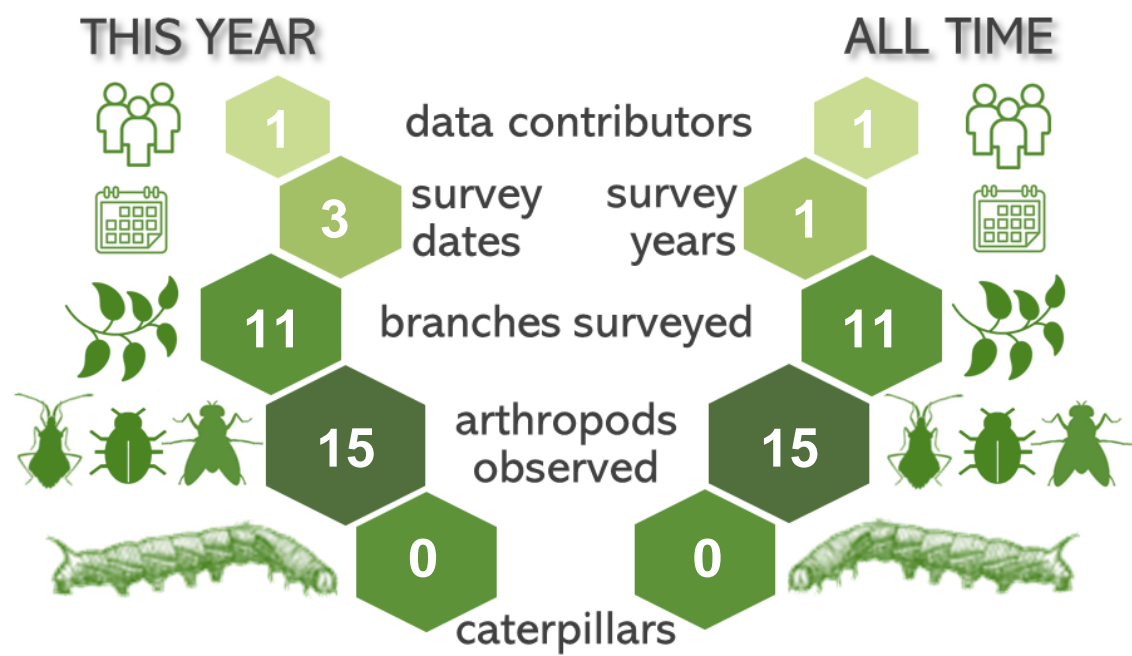 THIS YEAR ALL TIME
1 data contributors 1
3 survey dates survey years 1
11 branches surveyed 11
15 arthropods observed 15
0 caterpillars 0